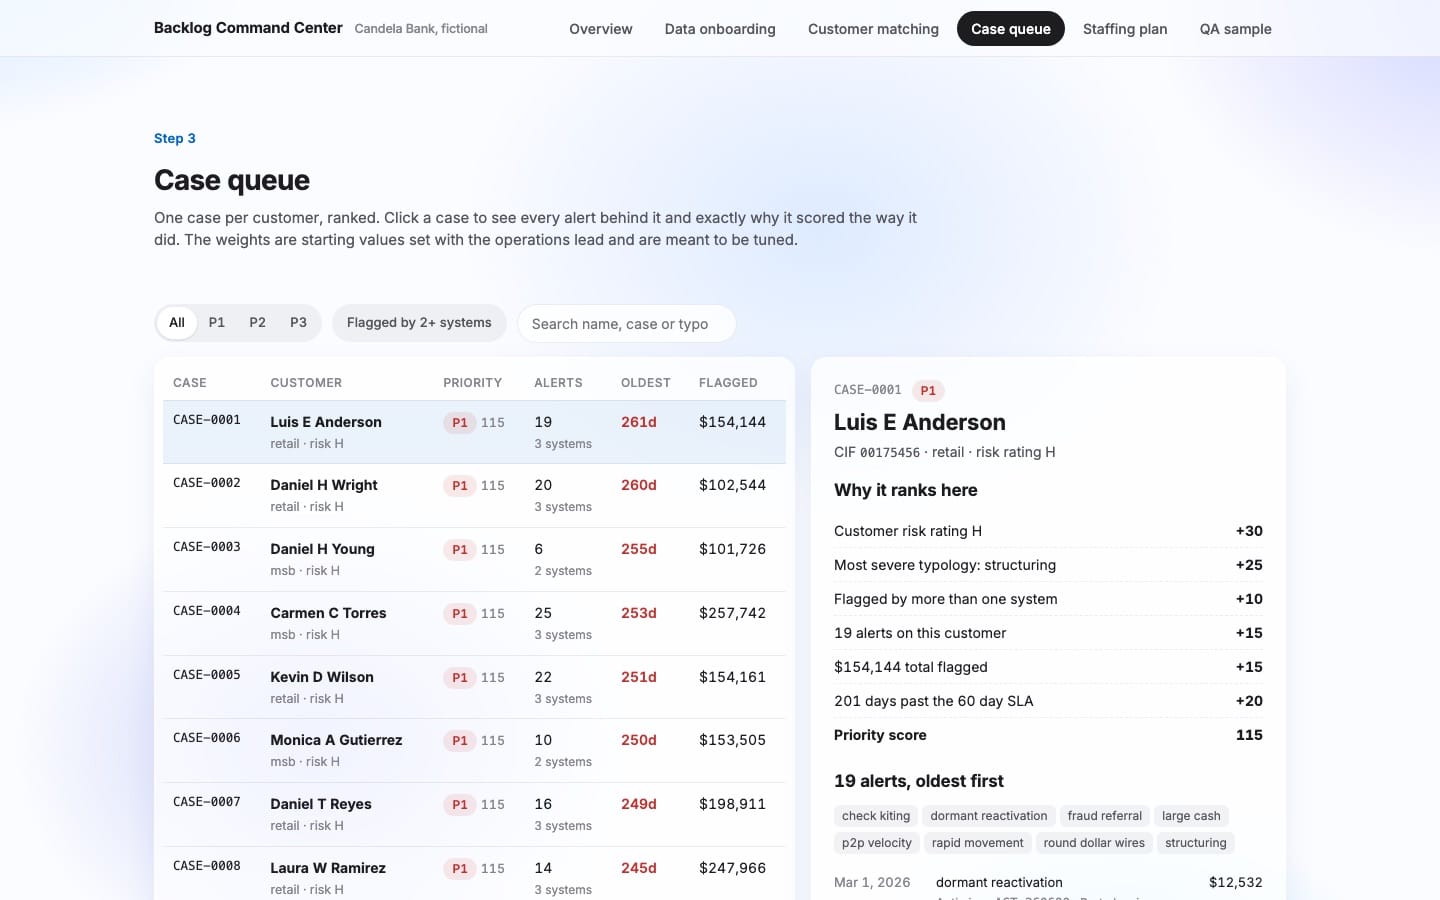 Backlog Command Center Candela Bank, fictional Overview Data onboarding Customer matching Case queue Staffing plan QA sample
Step 3
Case queue
One case per customer, ranked. Click a case to see every alert behind it and exactly why it scored the way it
did. The weights are starting values set with the operations lead and are meant to be tuned.
All P1 P2 P3 Flagged by 2+ systems Search name, case or typo
CASE CUSTOMER PRIORITY ALERTS OLDEST FLAGGED
CASE-0001 Luis E Anderson P1 115 19 261d $154,144
retail · risk H 3 systems
CASE-0002 Daniel H Wright P1 115 20 260d $102,544
retail · risk H 3 systems
CASE-0003 Daniel H Young P1 115 6 255d $101,726
msb · risk H 2 systems
CASE-0004 Carmen C Torres P1 115 25 253d $257,742
msb · risk H 3 systems
CASE-0005 Kevin D Wilson P1 115 22 251d $154,161
retail · risk H 3 systems
CASE-0006 Monica A Gutierrez P1 115 10 250d $153,505
msb · risk H 2 systems
CASE-0007 Daniel T Reyes P1 115 16 249d $198,911
retail · risk H 3 systems
CASE-0008 Laura W Ramirez P1 115 14 245d $247,966
retail · risk H 3 systems
CASE-0001 P1
Luis E Anderson
CIF 00175456 · retail · risk rating H
Why it ranks here
Customer risk rating H +30
Most severe typology: structuring +25
Flagged by more than one system +10
19 alerts on this customer +15
$154,144 total flagged +15
201 days past the 60 day SLA +20
Priority score 115
19 alerts, oldest first
check kiting dormant reactivation fraud referral large cash
p2p velocity rapid movement round dollar wires structuring
Mar 1, 2026 dormant reactivation $12,532